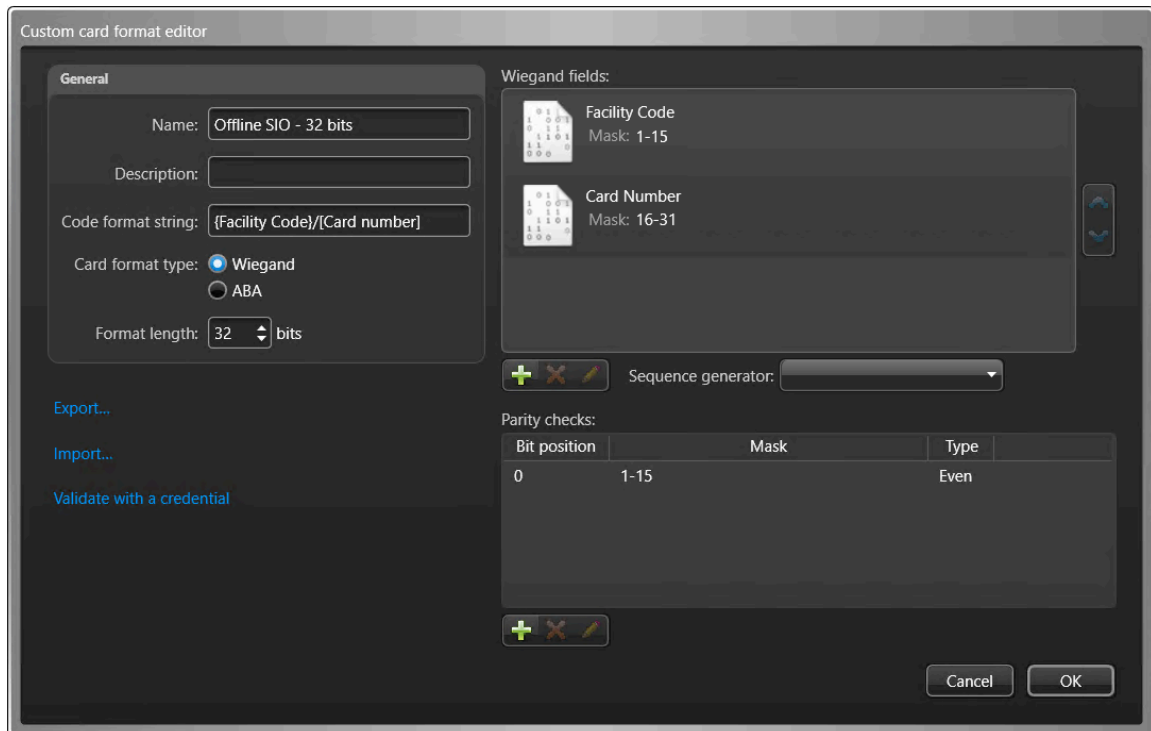 Custom card format editor
General
Name: Offline SIO - 32 bits
Description:
Code format string: {Facility Code}/[Card number]
Card format type: Wiegand
ABA
Format length: 32 bits
Export...
Import...
Validate with a credential
Wiegand fields:
Facility Code
Mask: 1-15
Card Number
Mask: 16-31
Sequence generator:
Parity checks:
Bit position Mask Type
0 1-15 Even
Cancel OK